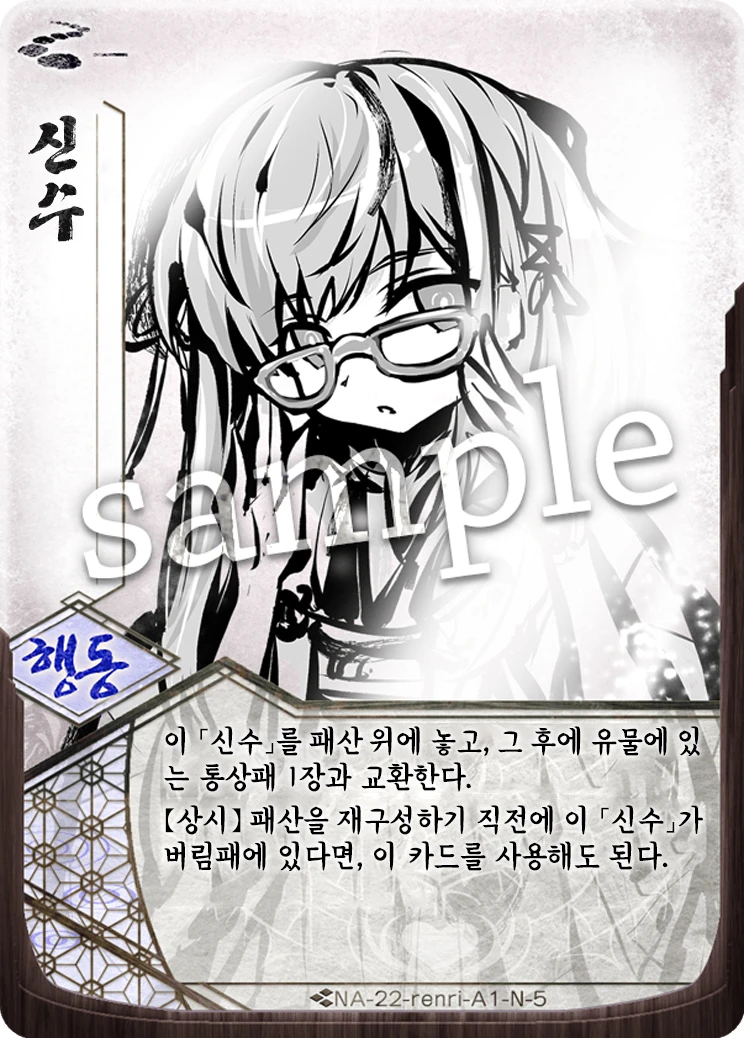 신수
sample
행동
이 「신수」를 패산 위에 놓고, 그 후에 유물에 있
는 통상패 1장과 교환한다.
【상시】 패산을 재구성하기 직전에 이 「신수」가
버림패에 있다면, 이 카드를 사용해도 된다.
NA-22-renri-A1-N-5